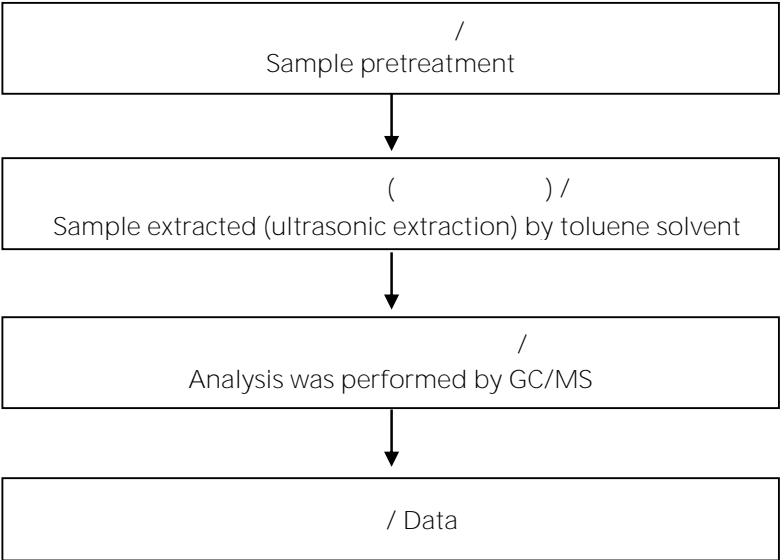 /
Sample pretreatment
( ) /
Sample extracted (ultrasonic extraction) by toluene solvent
/
Analysis was performed by GC/MS
/ Data